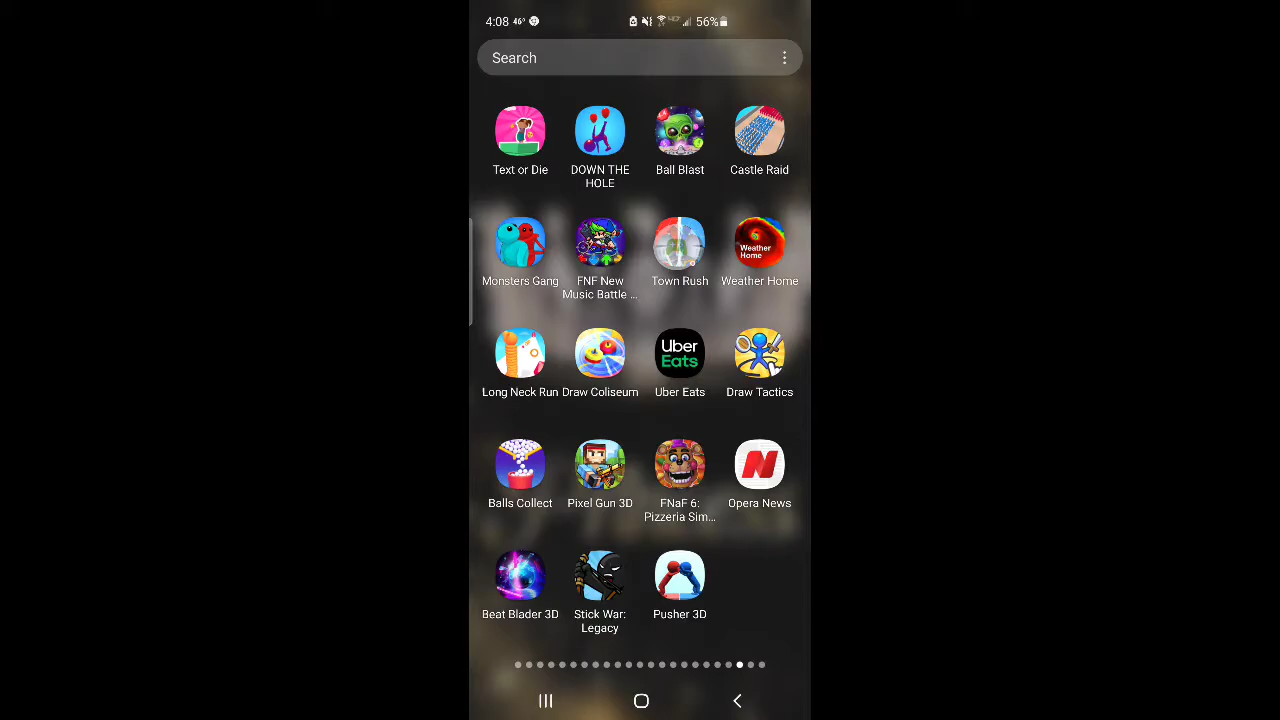 4:08 46° 56%
Search
Text or Die DOWN THE HOLE Ball Blast Castle Raid
Monsters Gang FNF New Music Battle ... Town Rush Weather Home
Weather Home
Long Neck Run Draw Coliseum Uber Eats Draw Tactics
Uber Eats
Balls Collect Pixel Gun 3D FNaF 6: Pizzeria Sim... Opera News
Beat Blader 3D Stick War: Legacy Pusher 3D